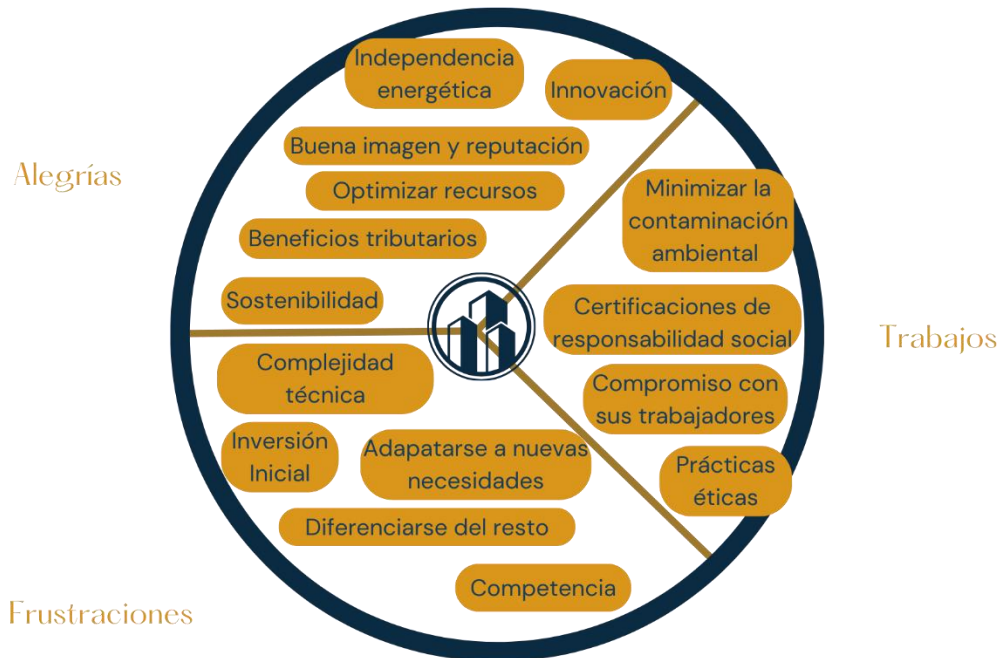 Alegrías
Independencia
energética
Innovación
Buena imagen y reputación
Optimizar recursos
Beneficios tributarios
Sostenibilidad
Trabajos
Minimizar la
contaminación
ambiental
Certificaciones de
responsabilidad social
Compromiso con
sus trabajadores
Prácticas
éticas
Frustraciones
Complejidad
técnica
Inversión
Inicial
Adapatarse a nuevas
necesidades
Diferenciarse del resto
Competencia